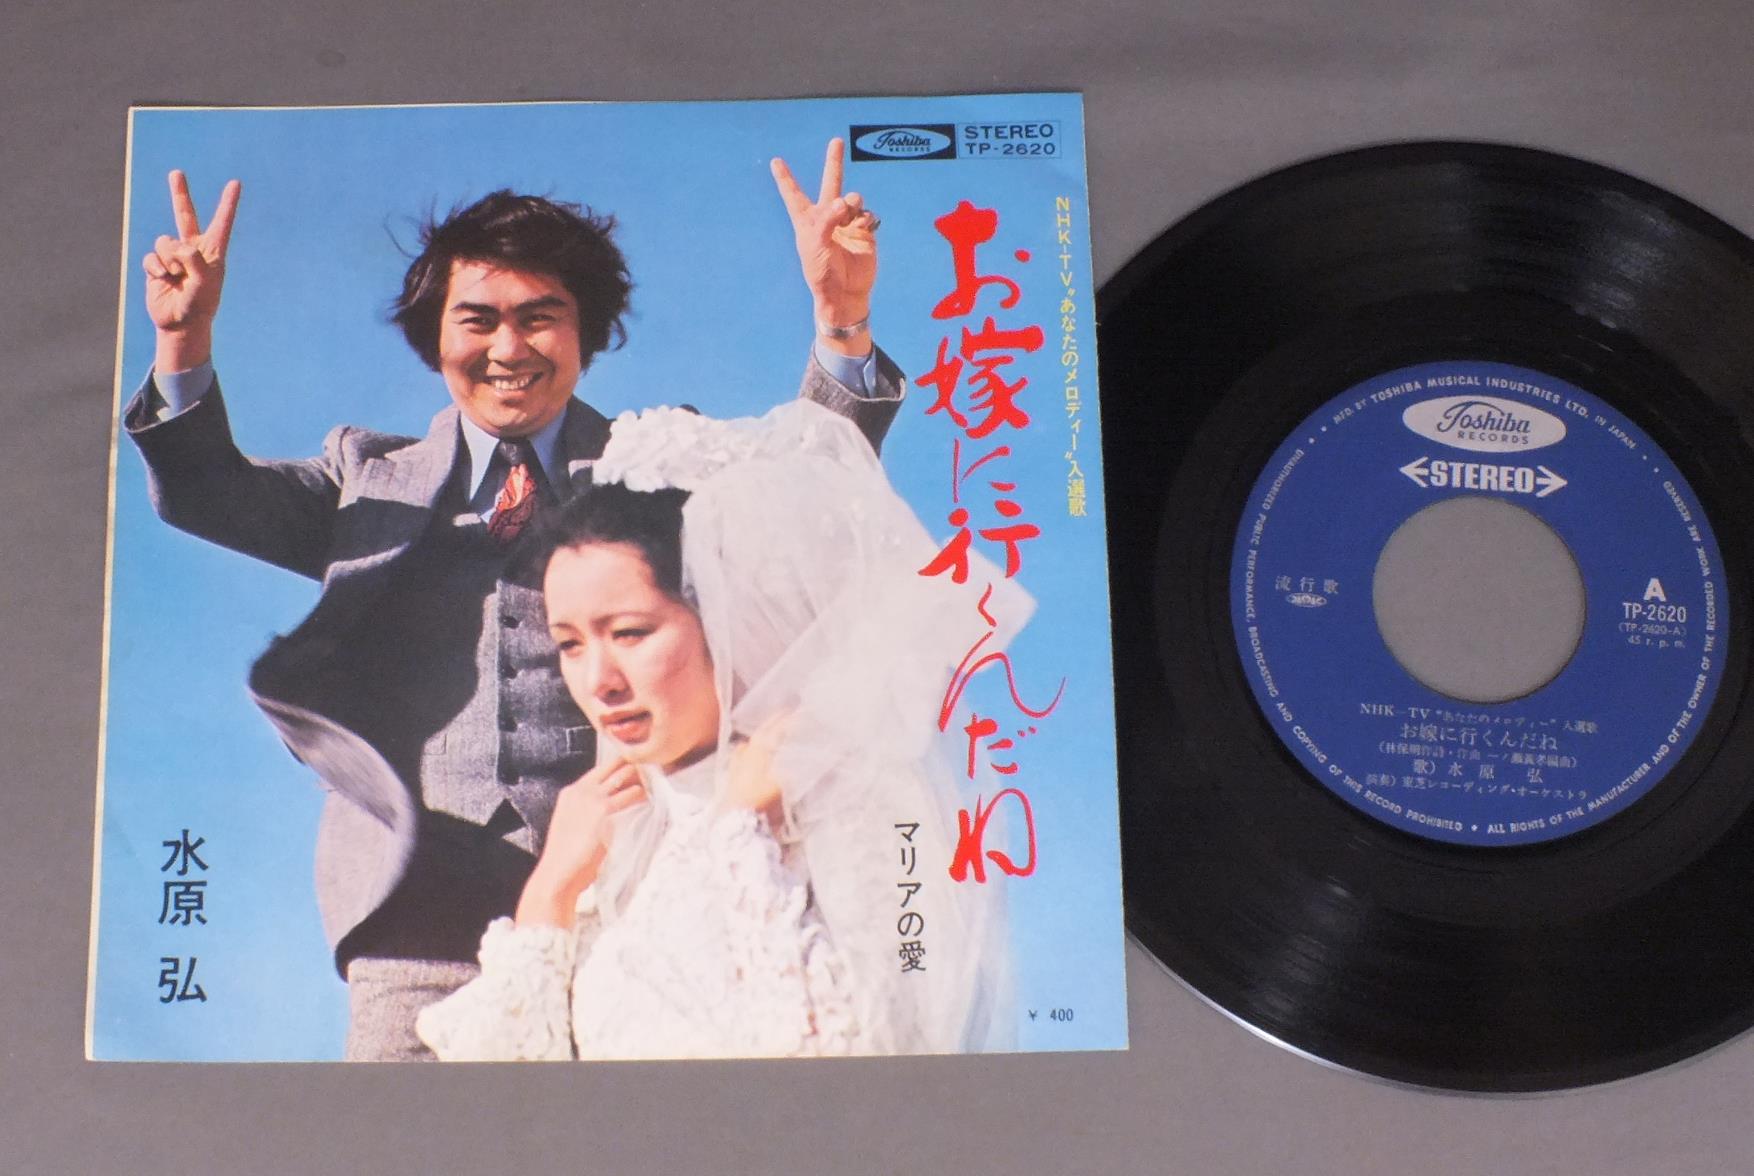 Toshiba
RECORDS
STEREO
TP-2620
NHK-TV"あなたのメロディー"入選歌
お嫁に行くんだね
マリアの愛
水原 弘
¥ 400
MFD. BY TOSHIBA MUSICAL INDUSTRIES LTD. IN JAPAN
Toshiba
RECORDS
STEREO
流行歌
A
TP-2620
(TP-2620-A)
45 r. p. m.
NHK-TV "あなたのメロディー" 入選歌
お嫁に行くんだね
歌) 水 原 弘
演奏) 東芝レコーディング・オーケストラ
ALL RIGHTS OF THE MANUFACTURER AND OF THE OWNER OF THE RECORDED WORK ARE RESERVED
UNAUTHORIZED PUBLIC PERFORMANCE, BROADCASTING AND COPYING OF THIS RECORD PROHIBITED